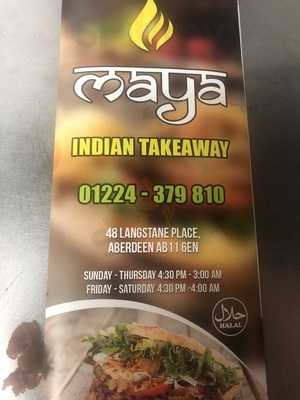 maya
INDIAN TAKEAWAY
01224 - 379 810
48 LANGSTANE PLACE,
ABERDEEN AB11 6EN
SUNDAY - THURSDAY 4:30 PM - 3:00 AM
FRIDAY - SATURDAY 4:30 PM -4:00 AM
حلال
HALAL